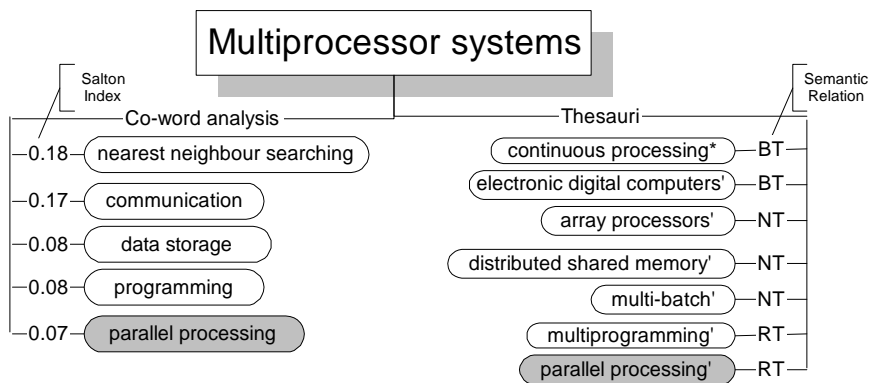 Multiprocessor systems
Salton
Index
Semantic
Relation
Co-word analysis
Thesauri
0.18 nearest neighbour searching
0.17 communication
0.08 data storage
0.08 programming
0.07 parallel processing
continuous processing* BT
electronic digital computers' BT
array processors' NT
distributed shared memory' NT
multi-batch' NT
multiprogramming' RT
parallel processing' RT